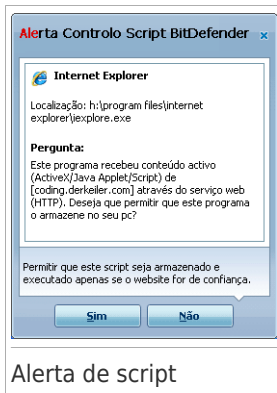 Alerta Controlo Script BitDefender
Internet Explorer
Localização: h:\program files\internet
explorer\iexplore.exe
Pergunta:
Este programa recebeu conteúdo activo
(ActiveX/Java Applet/Script) de
[coding.derkeiler.com] através do serviço web
(HTTP). Deseja que permitir que este programa
o armazene no seu pc?
Permitir que este script seja armazenado e
executado apenas se o website for de confiança.
Sim
Não
Alerta de script